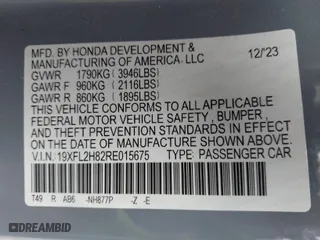 MFD. BY HONDA DEVELOPMENT &
MANUFACTURING OF AMERICA, LLC 12/'23
GVWR 1790KG (3946LBS)
GAWR F 960KG (2116LBS)
GAWR R 860KG (1895LBS)
THIS VEHICLE CONFORMS TO ALL APPLICABLE
FEDERAL MOTOR VEHICLE SAFETY, BUMPER,
AND THEFT PREVENTION STANDARDS IN EFFECT
ON THE DATE OF MANUFACTURE SHOWN ABOVE.
V.I.N.: 19XFL2H82RE015675 TYPE: PASSENGER CAR
T49 R AB6 -NH877P -Z -E